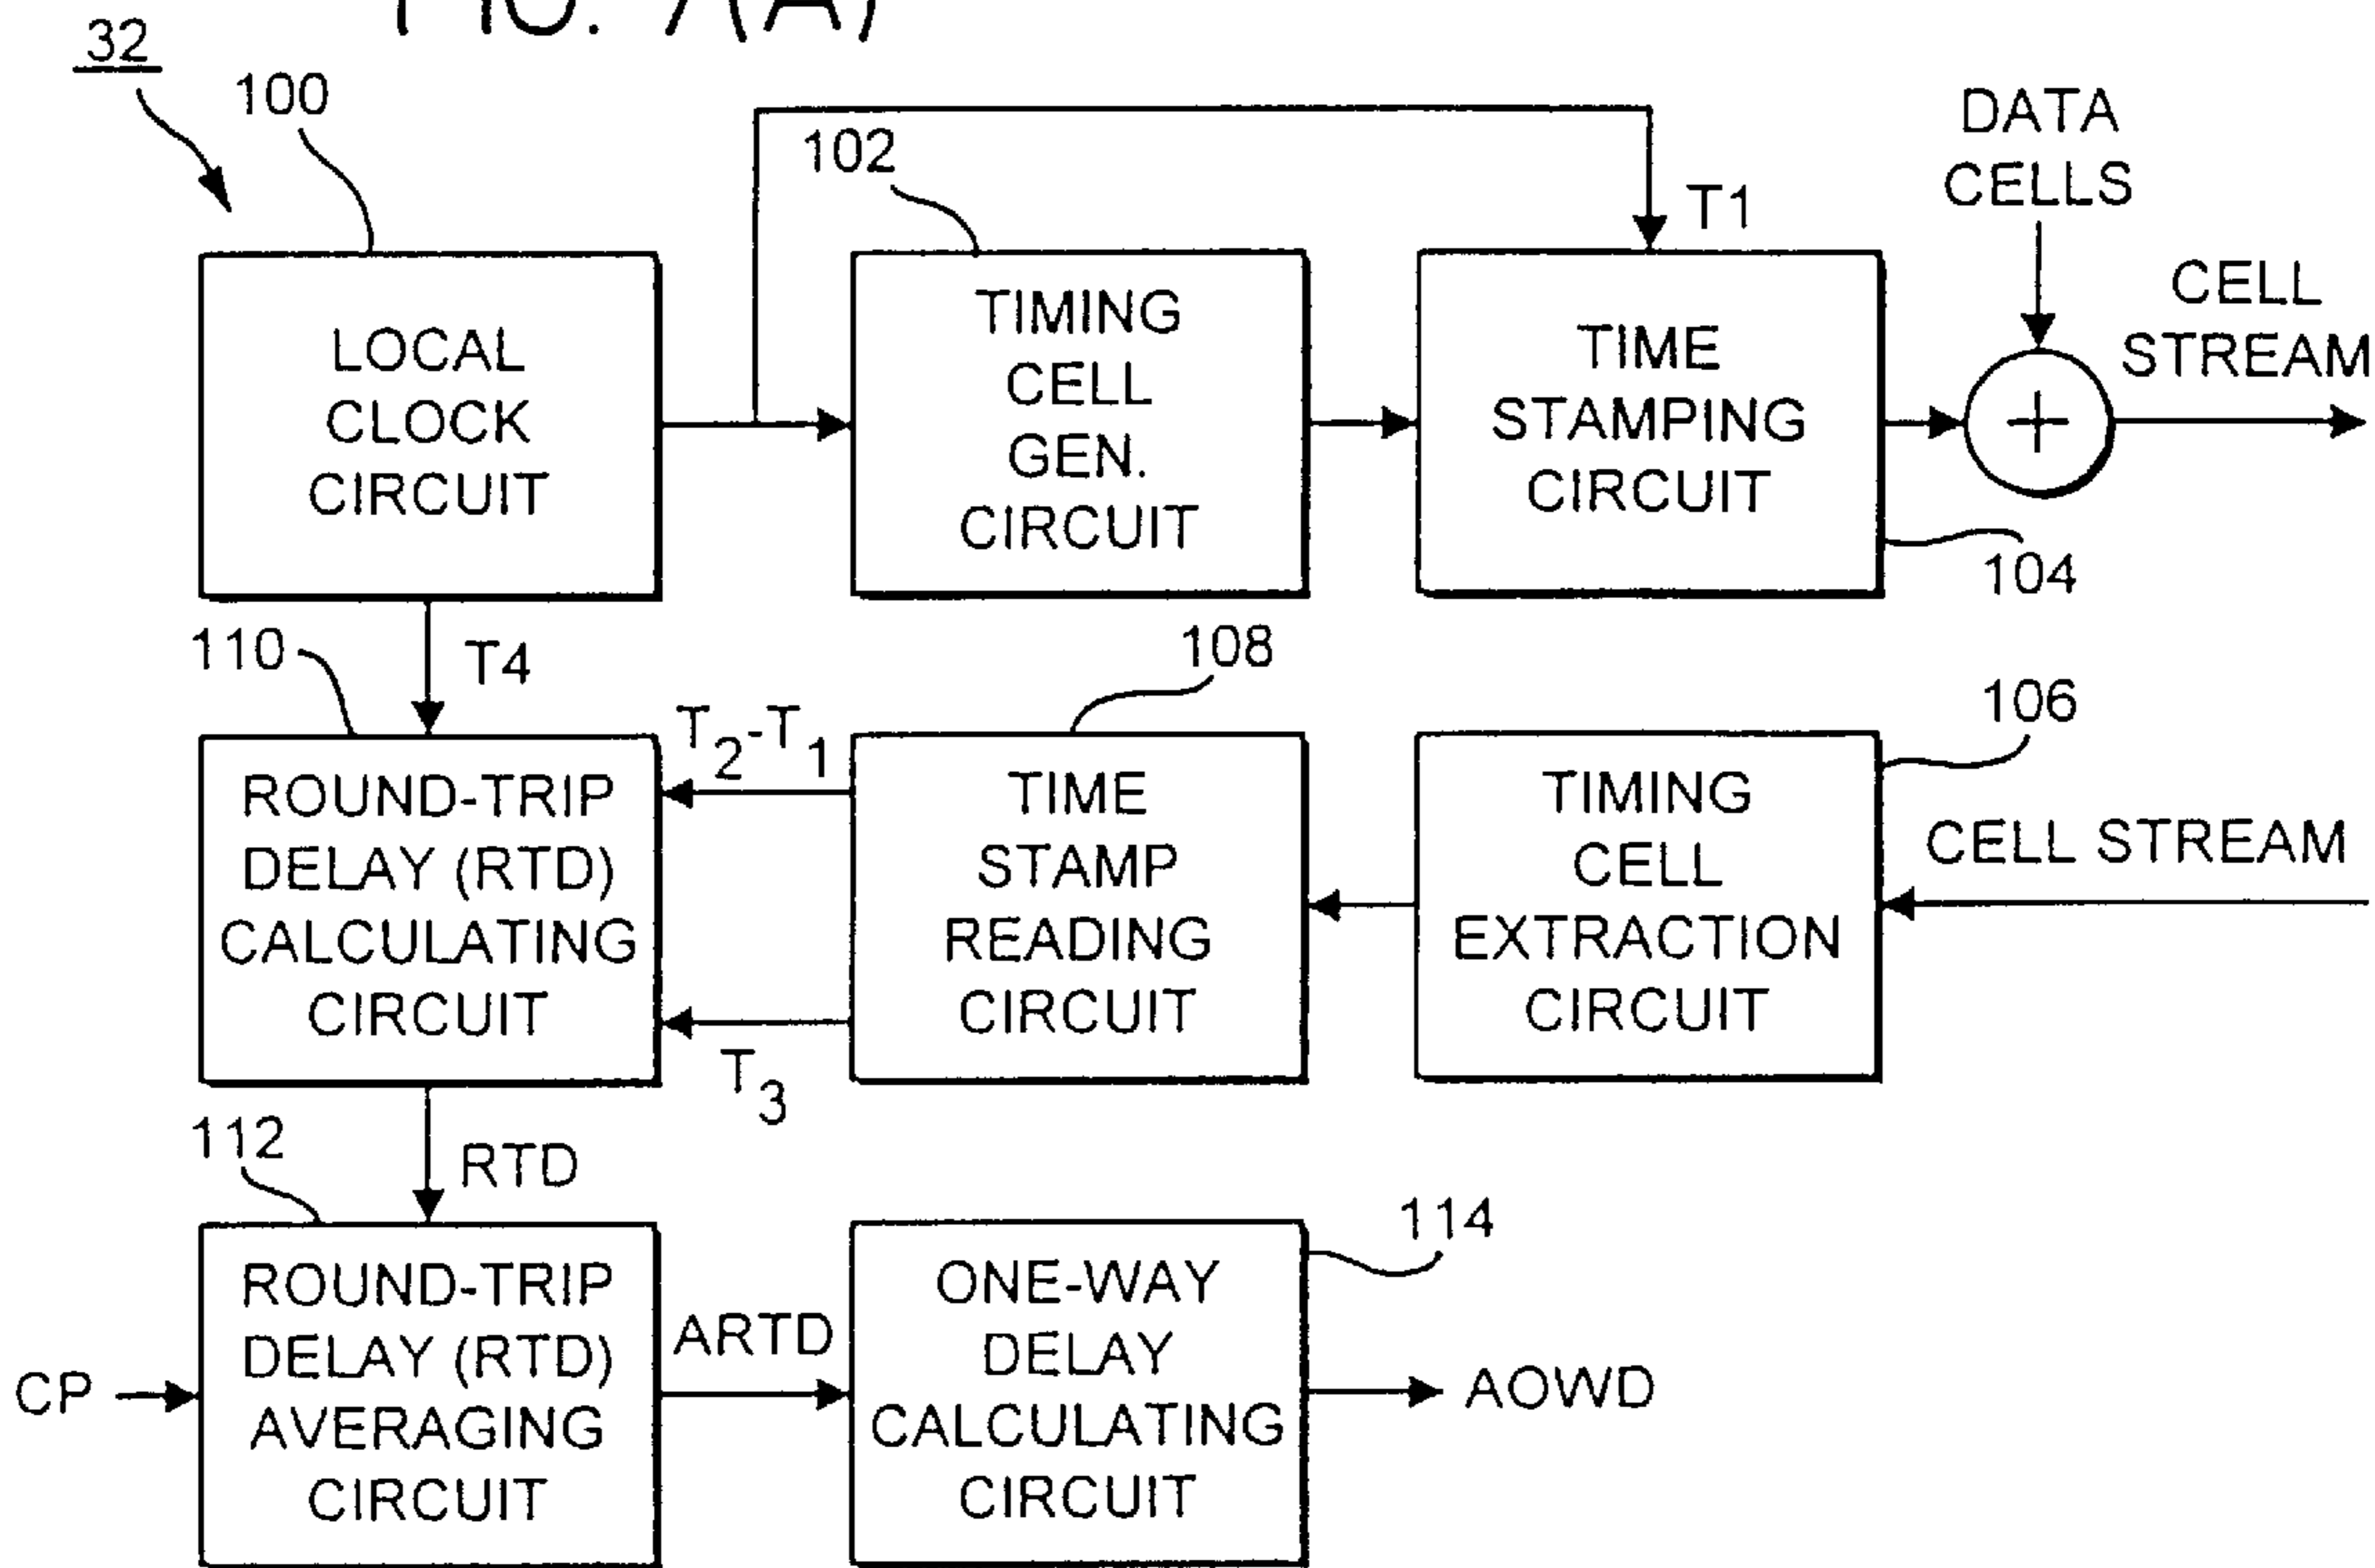 FIG. 7(A)
32
100
102
T1
DATA
CELLS
CELL
STREAM
LOCAL
CLOCK
CIRCUIT
TIMING
CELL
GEN.
CIRCUIT
TIME
STAMPING
CIRCUIT
+
104
110
T4
108
106
T2-T1
ROUND-TRIP
DELAY (RTD)
CALCULATING
CIRCUIT
TIME
STAMP
READING
CIRCUIT
TIMING
CELL
EXTRACTION
CIRCUIT
CELL STREAM
T3
112
RTD
114
CP
ROUND-TRIP
DELAY (RTD)
AVERAGING
CIRCUIT
ARTD
ONE-WAY
DELAY
CALCULATING
CIRCUIT
AOWD